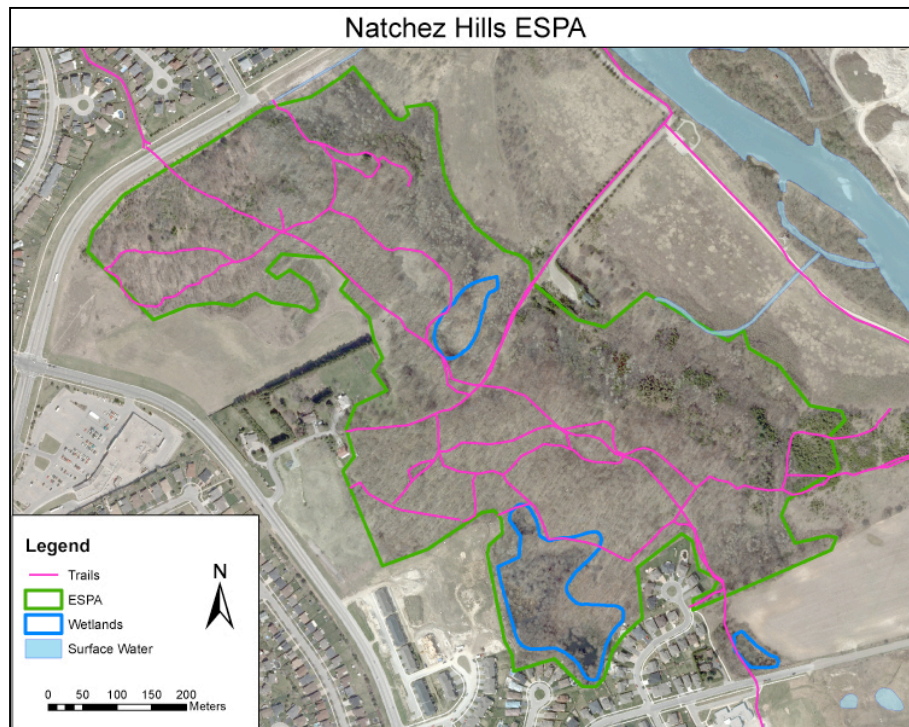 Natchez Hills ESPA
Legend
Trails
ESPA
Wetlands
Surface Water
N
0 50 100 150 200
Meters